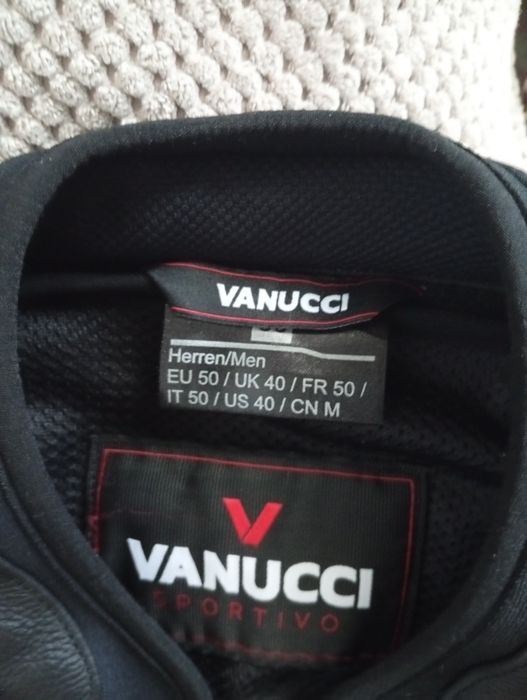 VANUCCI
Herren/Men
EU 50 / UK 40 / FR 50 /
IT 50 / US 40 / CN M
VANUCCI
SPORTIVO